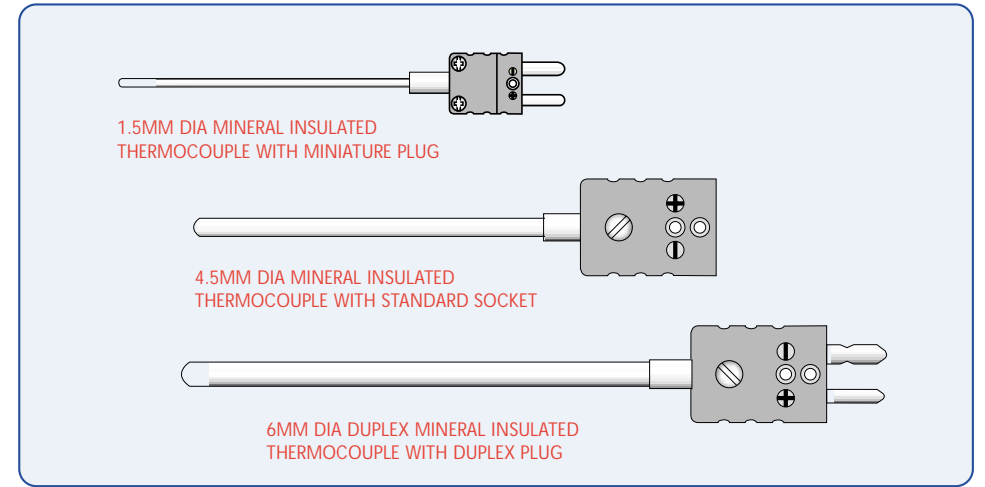 1.5MM DIA MINERAL INSULATED
THERMOCOUPLE WITH MINIATURE PLUG
4.5MM DIA MINERAL INSULATED
THERMOCOUPLE WITH STANDARD SOCKET
6MM DIA DUPLEX MINERAL INSULATED
THERMOCOUPLE WITH DUPLEX PLUG